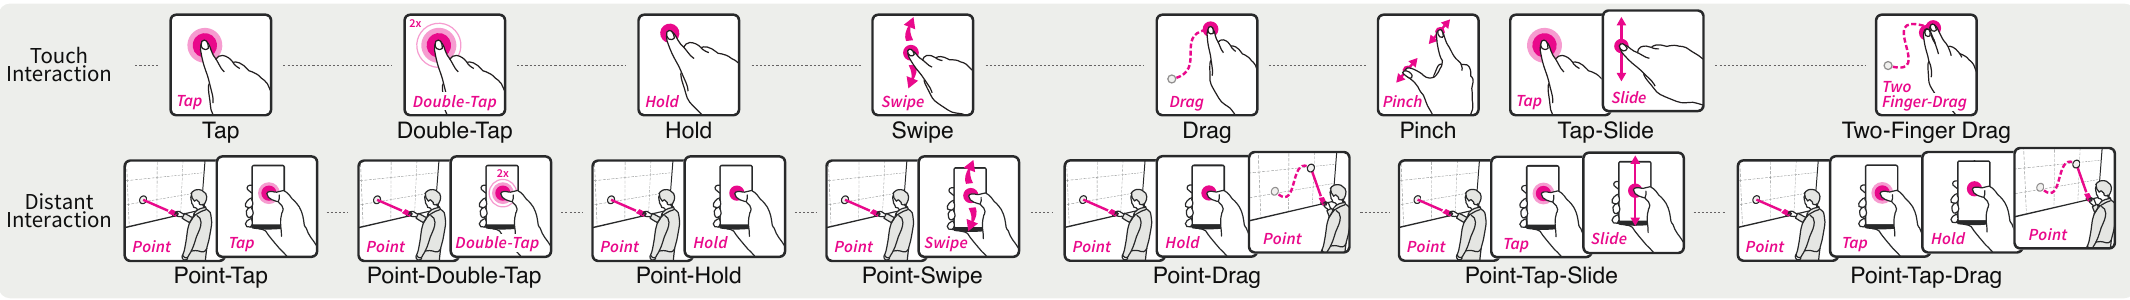 Touch
Interaction
Tap
2x
Double-Tap
Hold
Swipe
Drag
Pinch
Tap
Slide
Two
Finger-Drag
Tap
Double-Tap
Hold
Swipe
Drag
Pinch
Tap-Slide
Two-Finger Drag
Distant
Interaction
Point
Tap
Point
2x
Double-Tap
Point
Hold
Point
Swipe
Point
Hold
Point
Point
Tap
Slide
Point
Tap
Hold
Point
Point-Tap
Point-Double-Tap
Point-Hold
Point-Swipe
Point-Drag
Point-Tap-Slide
Point-Tap-Drag